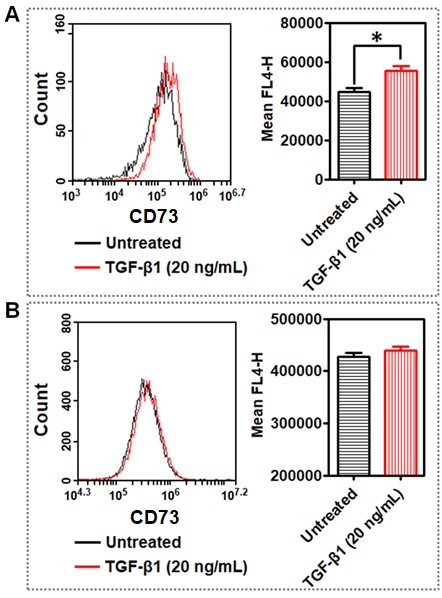 A
160
100
50
0
Count
10^3 10^4 10^5 10^6 10^6.7
CD73
Untreated
TGF-β1 (20 ng/mL)
80000
60000
40000
20000
0
Mean FL4-H
*
Untreated
TGF-β1 (20 ng/mL)
B
800
600
400
200
0
Count
10^4.3 10^5 10^6 10^7.2
CD73
Untreated
TGF-β1 (20 ng/mL)
500000
400000
300000
200000
Mean FL4-H
Untreated
TGF-β1 (20 ng/mL)